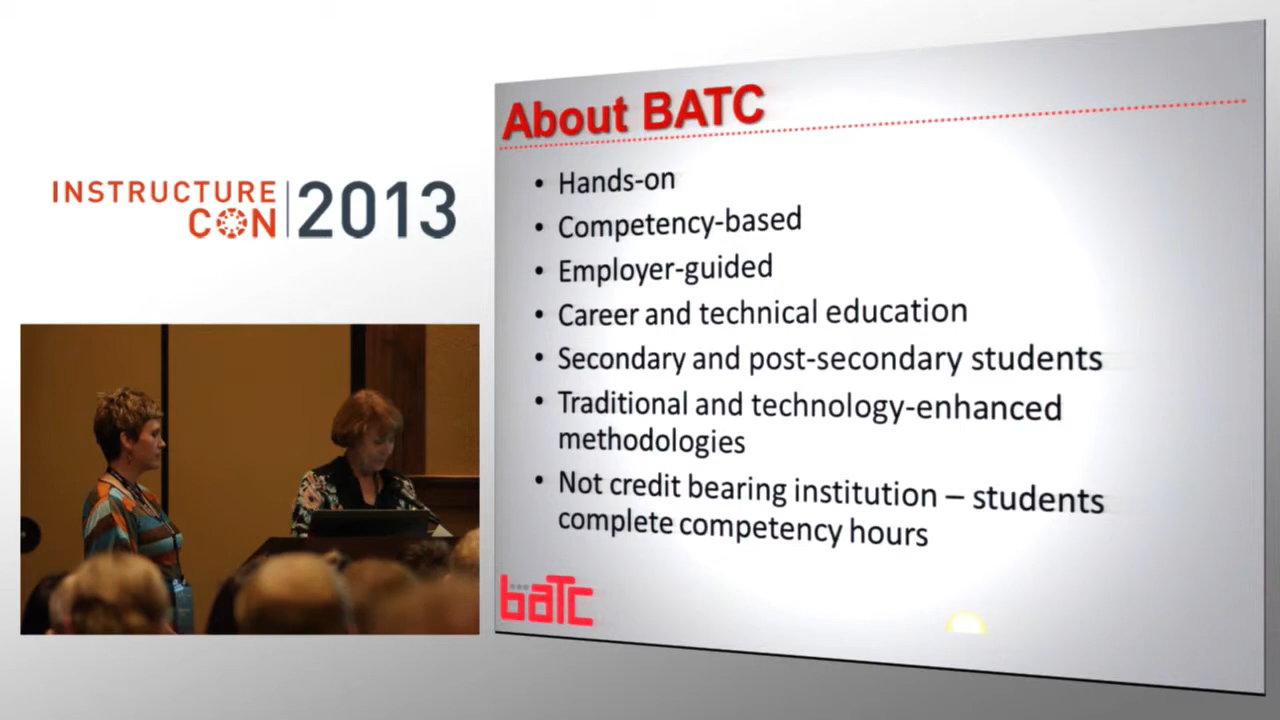 INSTRUCTURE
CON
2013
About BATC
• Hands-on
• Competency-based
• Employer-guided
• Career and technical education
• Secondary and post-secondary students
• Traditional and technology-enhanced
methodologies
• Not credit bearing institution – students
complete competency hours
baTC